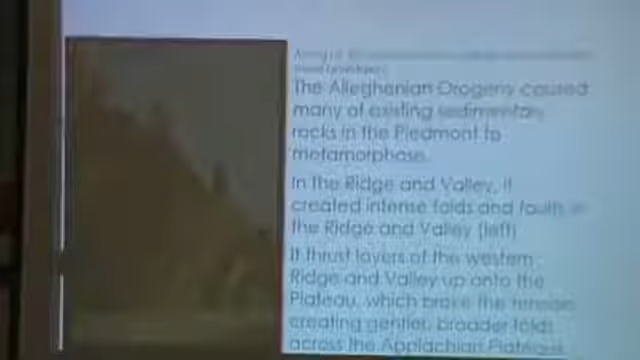 The Alleghenian Orogeny caused
many of existing sedimentary
rocks in the Piedmont to
metamorphose.
In the Ridge and Valley, it
created intense folds and faults in
the Ridge and Valley (left)
It thrust layers of the western
Ridge and Valley up onto the
Plateau, which broke the tension
creating gentler, broader folds
across the Applachian Plateaus